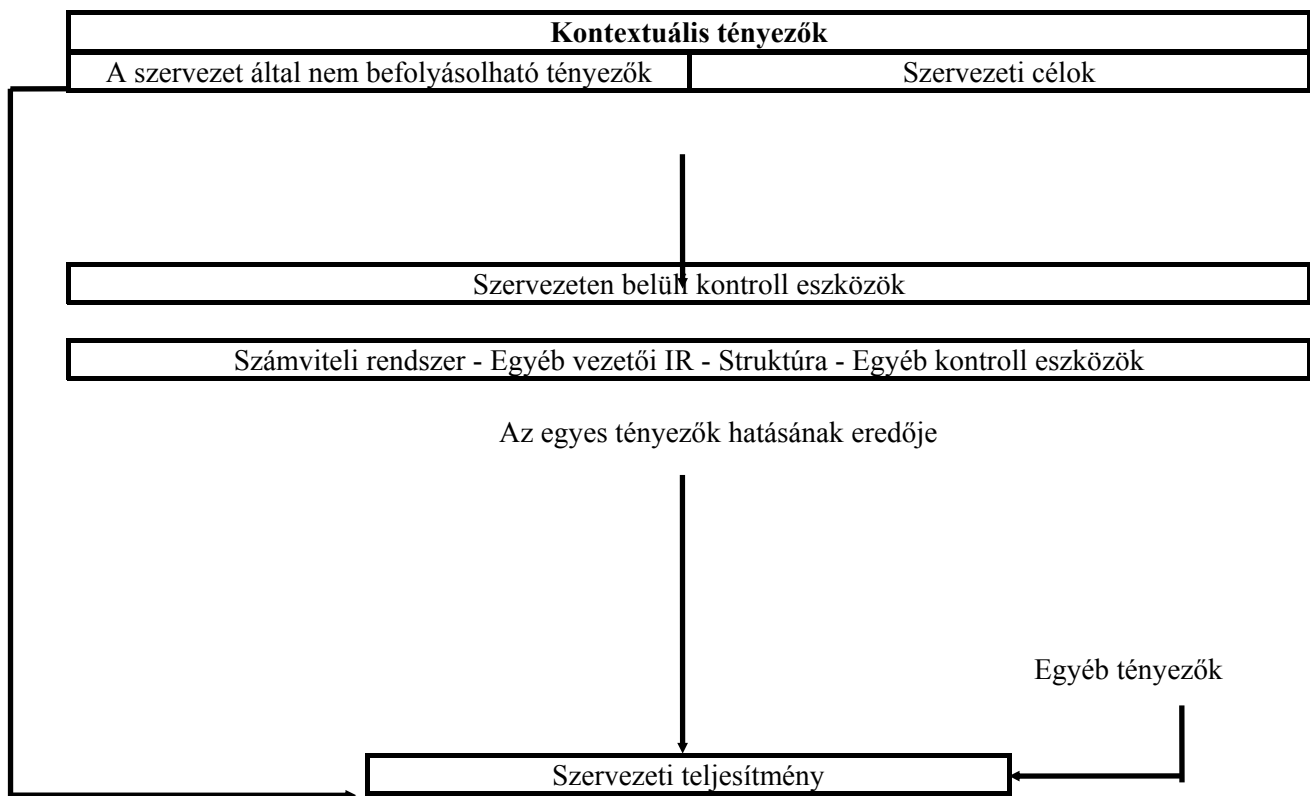 Kontextuális tényezők
A szervezet által nem befolyásolható tényezők
Szervezeti célok
Szervezeten belüli kontroll eszközök
Számviteli rendszer - Egyéb vezetői IR - Struktúra - Egyéb kontroll eszközök
Az egyes tényezők hatásának eredője
Egyéb tényezők
Szervezeti teljesítmény